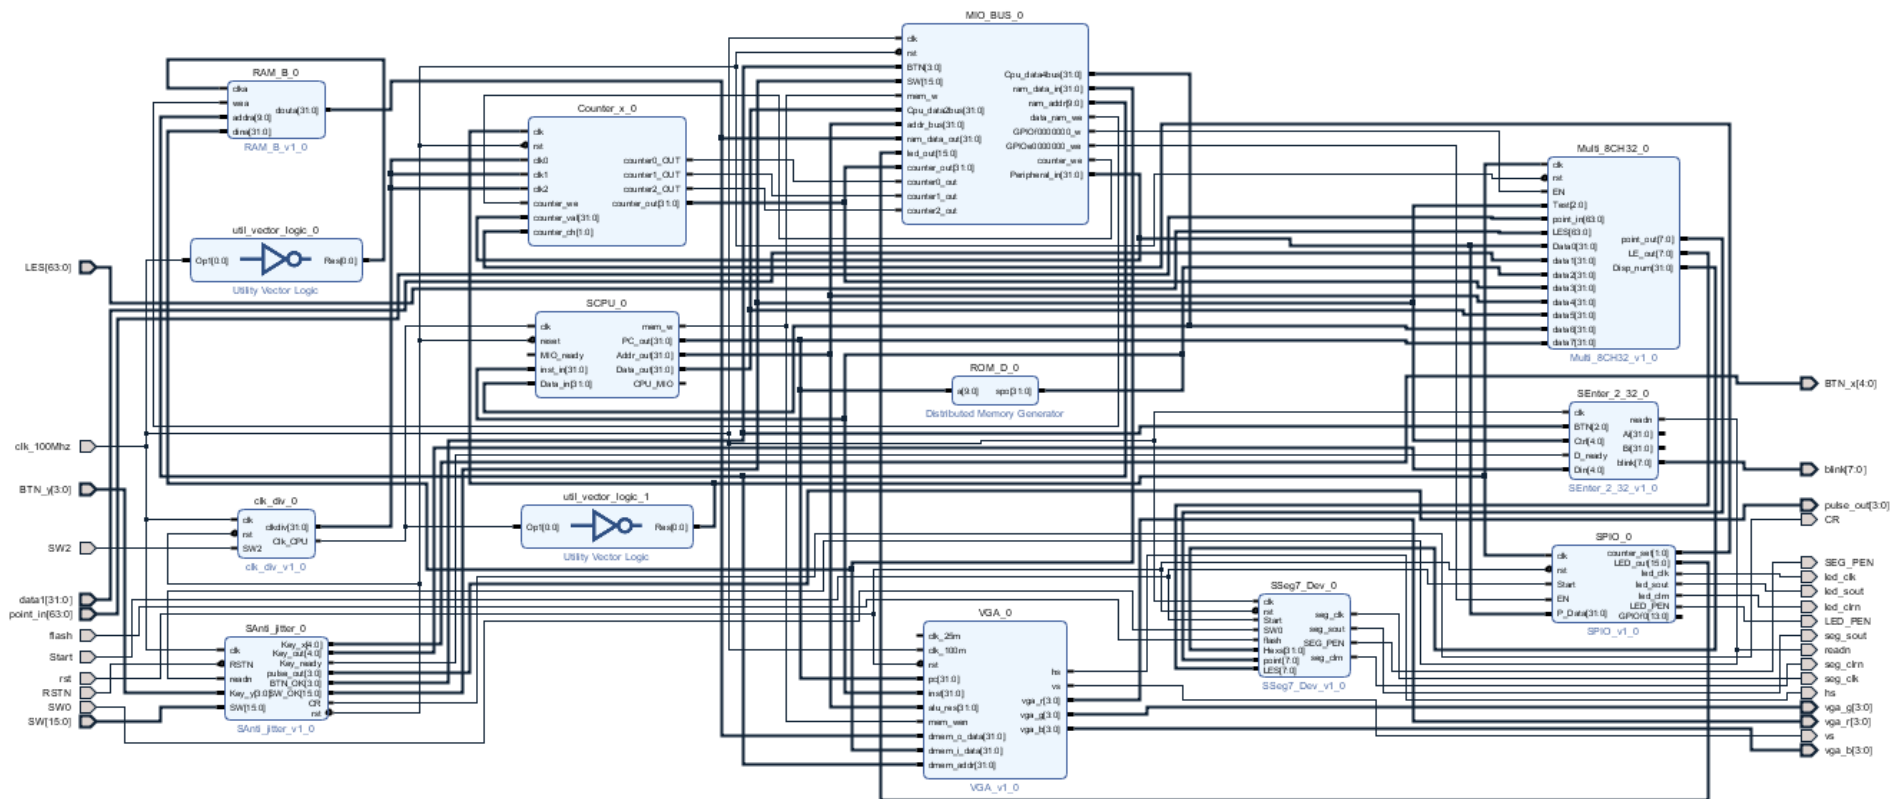 MIO_BUS_0
clk
rst
BTN[3:0]
SW[15:0]
mem_w
Cpu_data2bus[31:0]
addr_bus[31:0]
ram_data_out[31:0]
led_out[15:0]
counter_out[31:0]
counter0_out
counter1_out
counter2_out
Cpu_data4bus[31:0]
ram_data_in[31:0]
ram_addr[9:0]
data_ram_we
GPIOf0000000_w
GPIOe0000000_we
counter_we
Peripheral_in[31:0]
RAM_B_0
clka
wea
addra[9:0]
dina[31:0]
douta[31:0]
RAM_B_v1_0
Counter_x_0
clk
rst
clk0
clk1
clk2
counter_we
counter_val[31:0]
counter_ch[1:0]
counter0_OUT
counter1_OUT
counter2_OUT
counter_out[31:0]
Multi_8CH32_0
clk
rst
EN
Test[2:0]
point_in[63:0]
LES[63:0]
Data0[31:0]
data1[31:0]
data2[31:0]
data3[31:0]
data4[31:0]
data5[31:0]
data6[31:0]
data7[31:0]
point_out[7:0]
LE_out[7:0]
Disp_num[31:0]
Multi_8CH32_v1_0
util_vector_logic_0
Op1[0:0]
Res[0:0]
Utility Vector Logic
LES[63:0]
SCPU_0
clk
reset
MIO_ready
inst_in[31:0]
Data_in[31:0]
mem_w
PC_out[31:0]
Addr_out[31:0]
Data_out[31:0]
CPU_MIO
ROM_D_0
a[9:0]
spo[31:0]
Distributed Memory Generator
BTN_x[4:0]
SEnter_2_32_0
clk
BTN[2:0]
Ctrl[4:0]
D_ready
Din[4:0]
readn
Ai[31:0]
Bi[31:0]
blink[7:0]
SEnter_2_32_v1_0
clk_100Mhz
BTN_y[3:0]
SW2
blink[7:0]
pulse_out[3:0]
CR
clk_div_0
clk
rst
SW2
clkdiv[31:0]
Clk_CPU
clk_div_v1_0
util_vector_logic_1
Op1[0:0]
Res[0:0]
Utility Vector Logic
SPIO_0
clk
rst
Start
EN
P_Data[31:0]
counter_set[1:0]
LED_out[15:0]
led_clk
led_sout
led_clrn
LED_PEN
GPIOf0[13:0]
SPIO_v1_0
data1[31:0]
point_in[63:0]
flash
Start
rst
RSTN
SW0
SW[15:0]
SAnti_jitter_0
clk
RSTN
readn
Key_y[3:0]
SW[15:0]
Key_x[4:0]
Key_out[4:0]
Key_ready
pulse_out[3:0]
BTN_OK[3:0]
SW_OK[15:0]
CR
rst
SAnti_jitter_v1_0
VGA_0
clk_25m
clk_100m
rst
pc[31:0]
inst[31:0]
alu_res[31:0]
mem_wen
dmem_o_data[31:0]
dmem_i_data[31:0]
dmem_addr[31:0]
hs
vs
vga_r[3:0]
vga_g[3:0]
vga_b[3:0]
VGA_v1_0
SSeg7_Dev_0
clk
rst
Start
SW0
flash
Hexs[31:0]
point[7:0]
LES[7:0]
seg_clk
seg_sout
SEG_PEN
seg_clrn
SSeg7_Dev_v1_0
SEG_PEN
led_clk
led_sout
led_clrn
LED_PEN
seg_sout
readn
seg_clrn
seg_clk
hs
vga_g[3:0]
vga_r[3:0]
vs
vga_b[3:0]